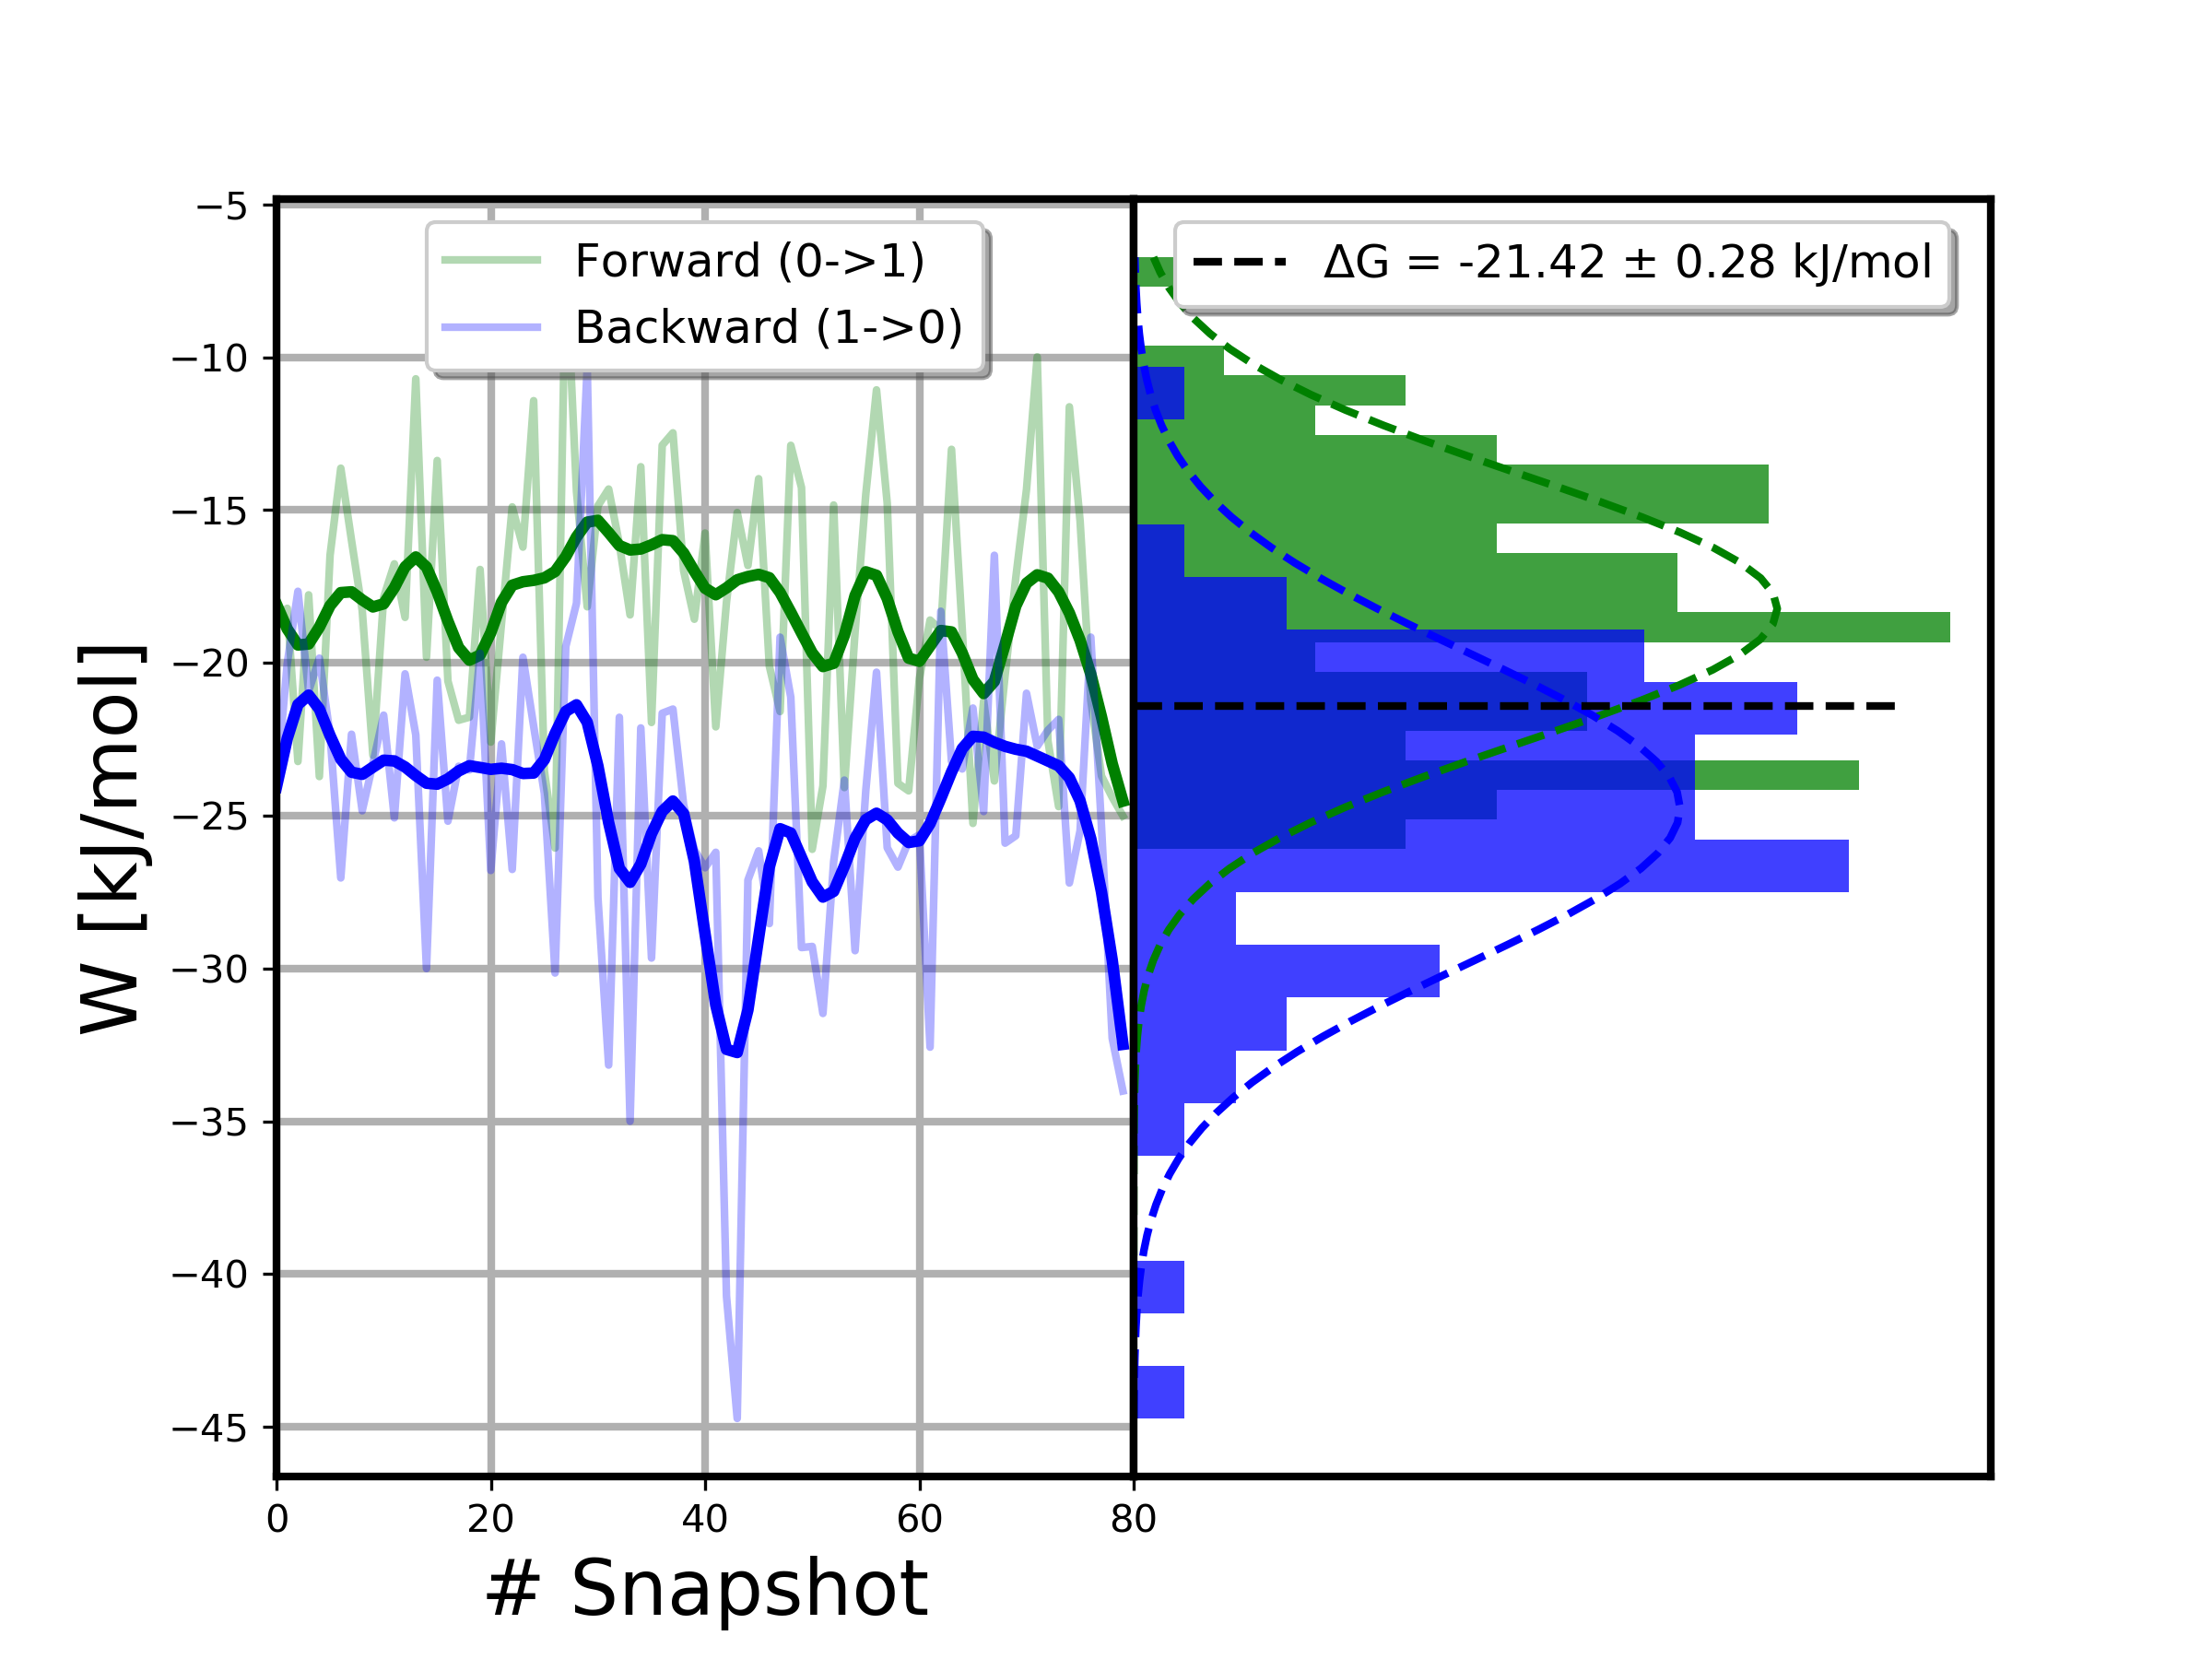 −5
−10
−15
−20
−25
−30
−35
−40
−45
W [kJ/mol]
Forward (0->1)
Backward (1->0)
ΔG = -21.42 ± 0.28 kJ/mol
0 20 40 60 80
# Snapshot